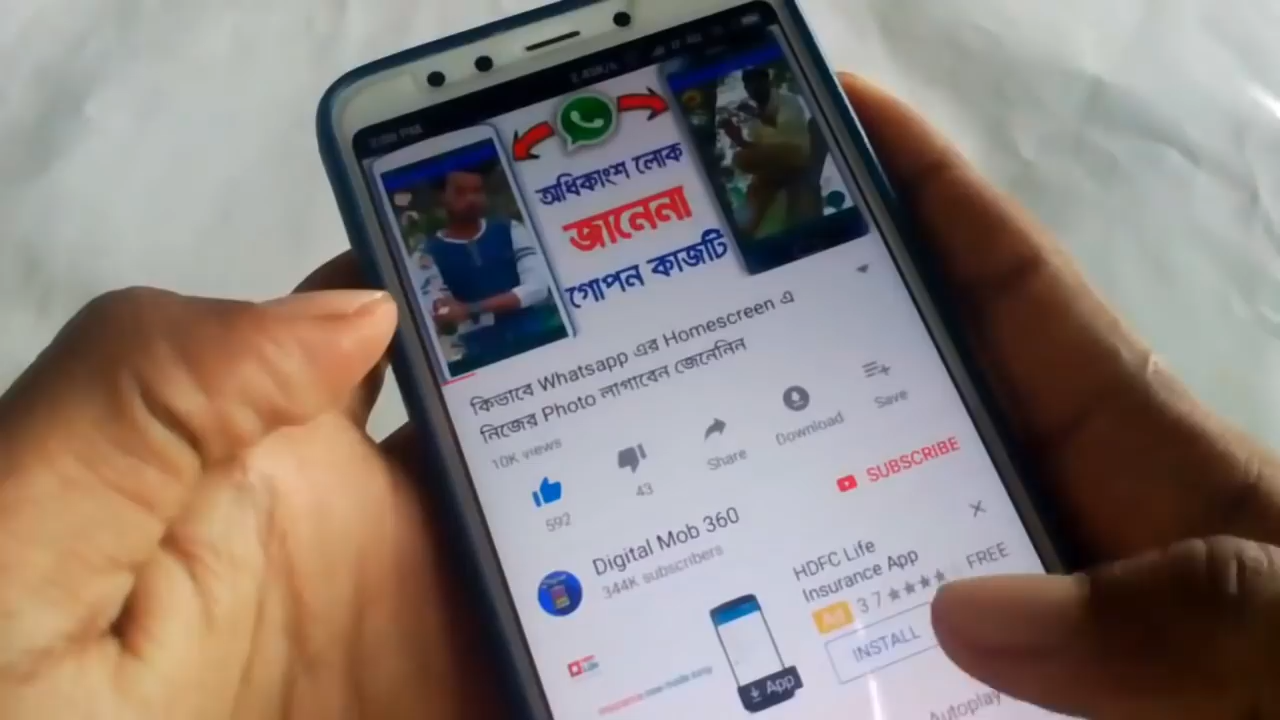 অধিকাংশ লোক
জানেনা
গোপন কাজটি
কিভাবে Whatsapp এর Homescreen এ
নিজের Photo লাগাবেন জেনেনিন
10K views
592
43
Share
Download
Save
SUBSCRIBE
Digital Mob 360
344K subscribers
HDFC Life
Insurance App
Ad 3.7 ★★★★ FREE
INSTALL
App
Autoplay